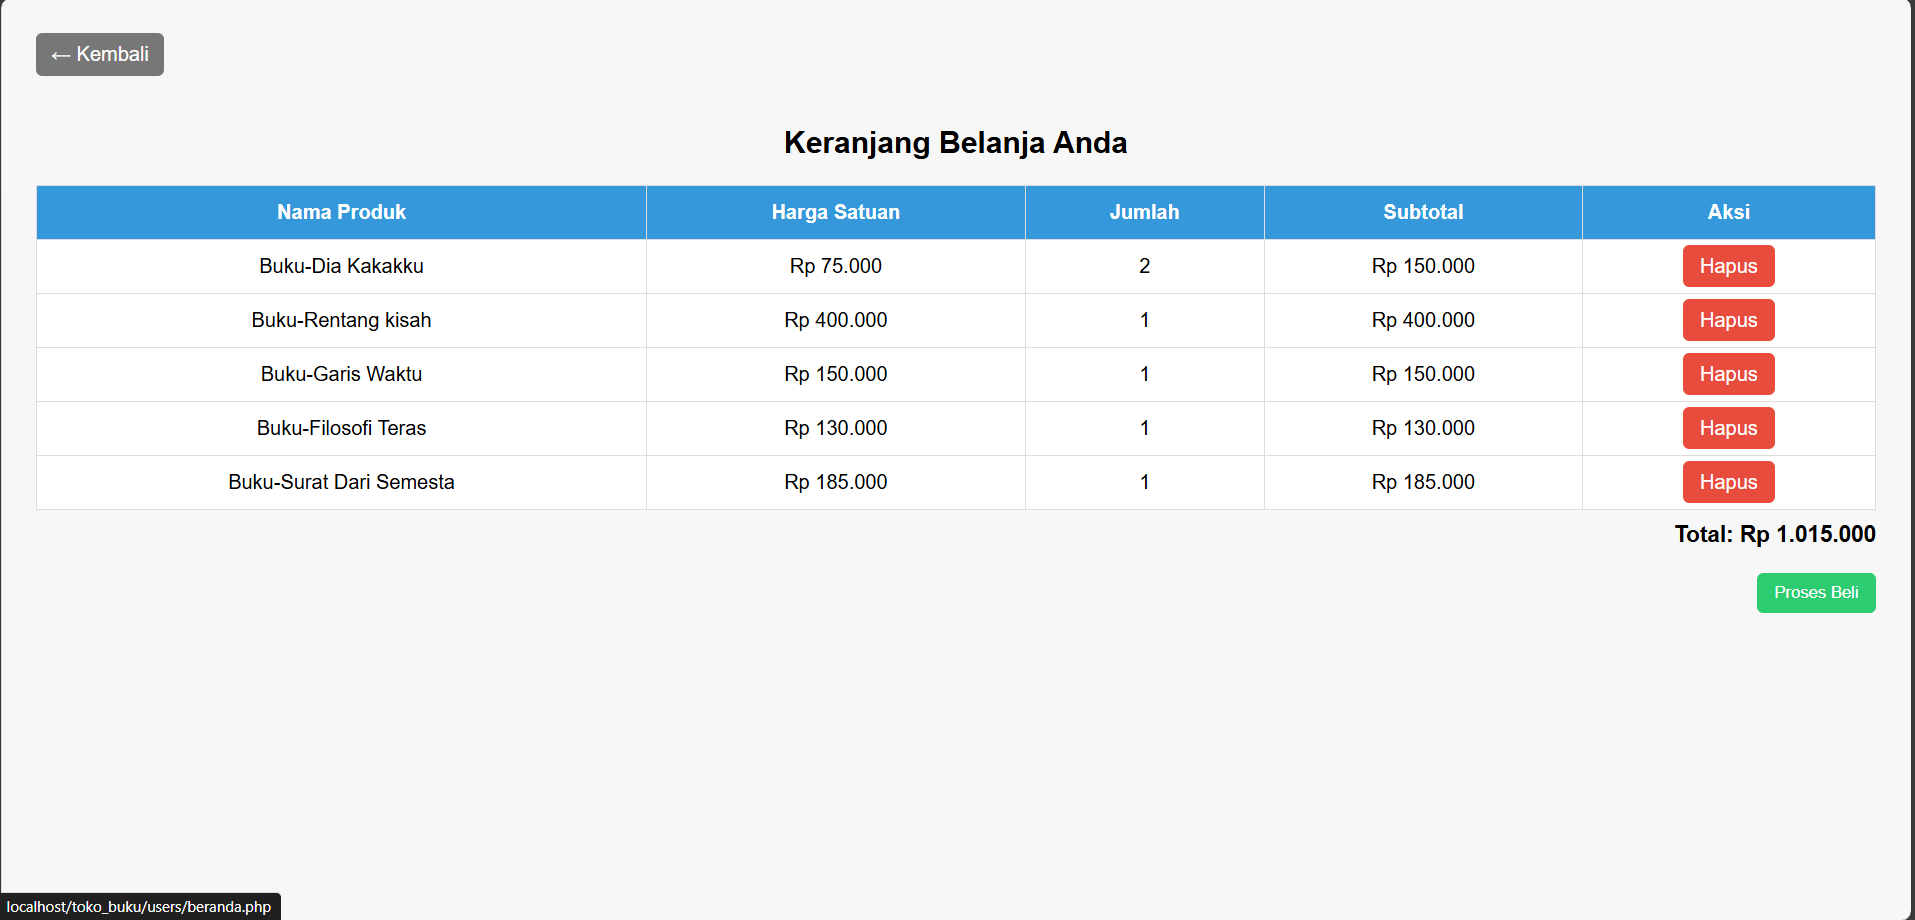 ← Kembali
Keranjang Belanja Anda
Nama Produk Harga Satuan Jumlah Subtotal Aksi
Buku-Dia Kakakku Rp 75.000 2 Rp 150.000 Hapus
Buku-Rentang kisah Rp 400.000 1 Rp 400.000 Hapus
Buku-Garis Waktu Rp 150.000 1 Rp 150.000 Hapus
Buku-Filosofi Teras Rp 130.000 1 Rp 130.000 Hapus
Buku-Surat Dari Semesta Rp 185.000 1 Rp 185.000 Hapus
Total: Rp 1.015.000
Proses Beli
localhost/toko_buku/users/beranda.php